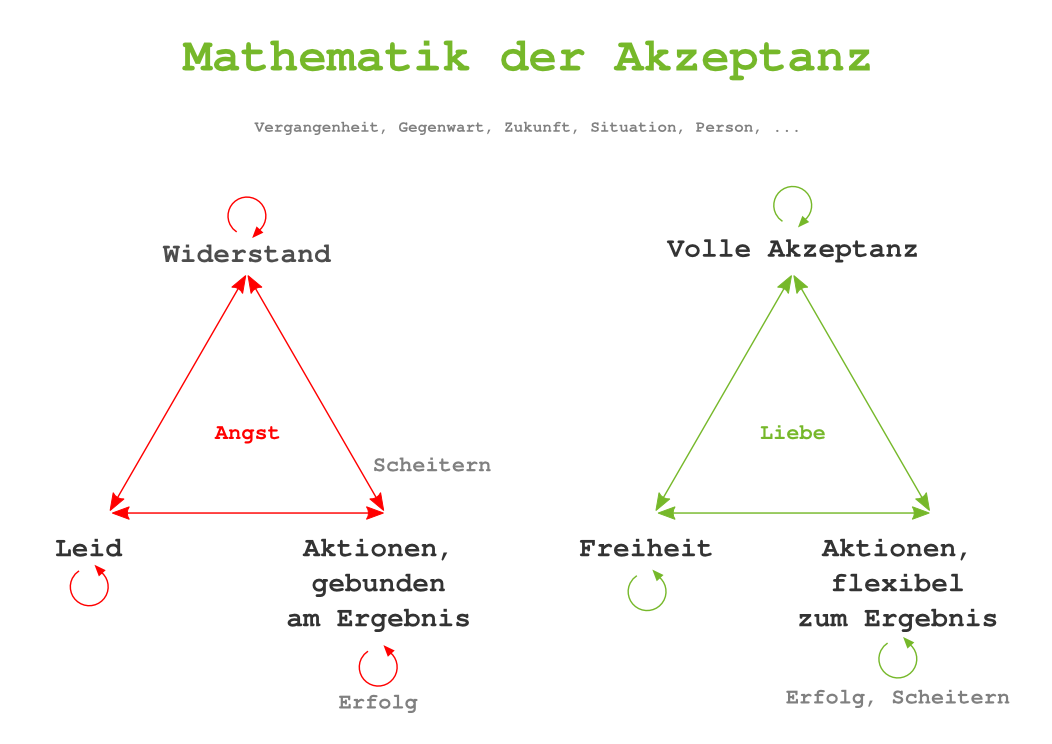 Mathematik der Akzeptanz
Vergangenheit, Gegenwart, Zukunft, Situation, Person, ...
Widerstand
Angst
Scheitern
Leid
Aktionen,
gebunden
am Ergebnis
Erfolg
Volle Akzeptanz
Liebe
Freiheit
Aktionen,
flexibel
zum Ergebnis
Erfolg, Scheitern